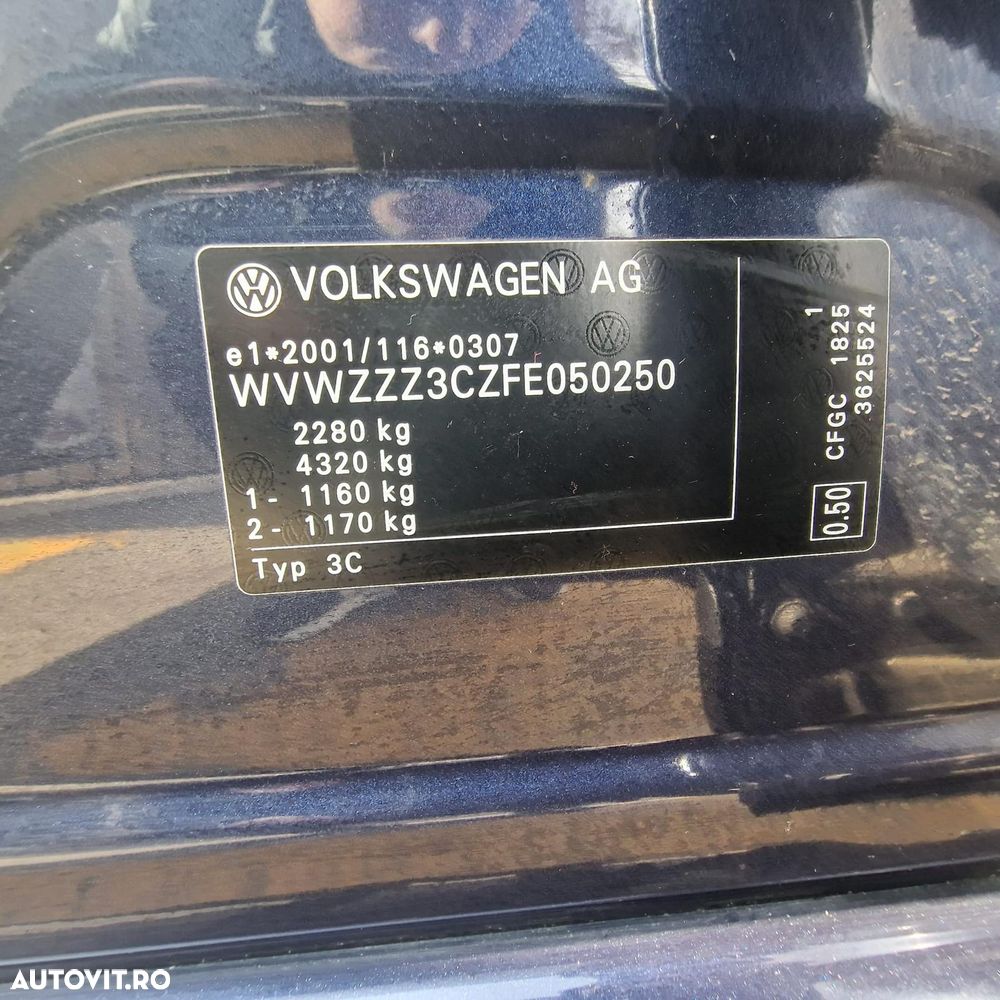 VOLKSWAGEN AG
e1*2001/116*0307
WVWZZZ3CZFE050250
2280 kg
4320 kg
1- 1160 kg
2- 1170 kg
Typ 3C
1
CFGC 1825
3625524
0.50
AUTOVIT.RO